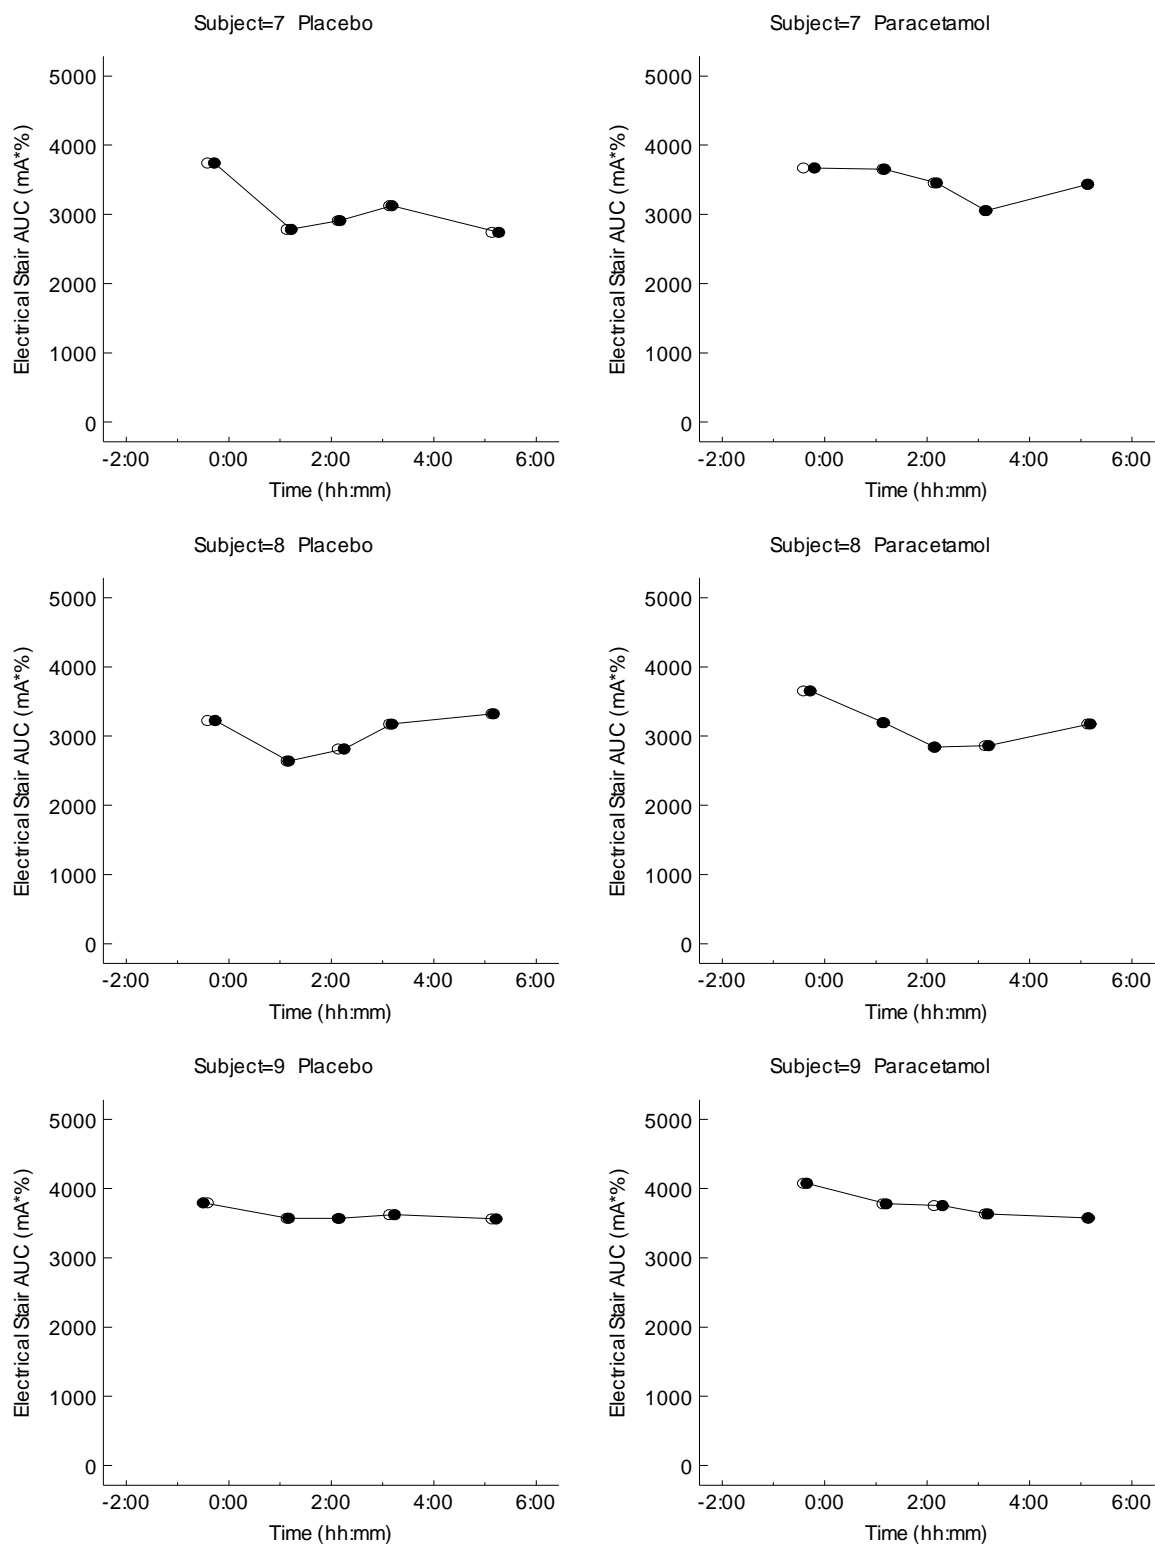 Subject=7 Placebo
Electrical Stair AUC (mA*%)
5000
4000
3000
2000
1000
0
-2:00 0:00 2:00 4:00 6:00
Time (hh:mm)
Subject=7 Paracetamol
Electrical Stair AUC (mA*%)
5000
4000
3000
2000
1000
0
-2:00 0:00 2:00 4:00 6:00
Time (hh:mm)
Subject=8 Placebo
Electrical Stair AUC (mA*%)
5000
4000
3000
2000
1000
0
-2:00 0:00 2:00 4:00 6:00
Time (hh:mm)
Subject=8 Paracetamol
Electrical Stair AUC (mA*%)
5000
4000
3000
2000
1000
0
-2:00 0:00 2:00 4:00 6:00
Time (hh:mm)
Subject=9 Placebo
Electrical Stair AUC (mA*%)
5000
4000
3000
2000
1000
0
-2:00 0:00 2:00 4:00 6:00
Time (hh:mm)
Subject=9 Paracetamol
Electrical Stair AUC (mA*%)
5000
4000
3000
2000
1000
0
-2:00 0:00 2:00 4:00 6:00
Time (hh:mm)